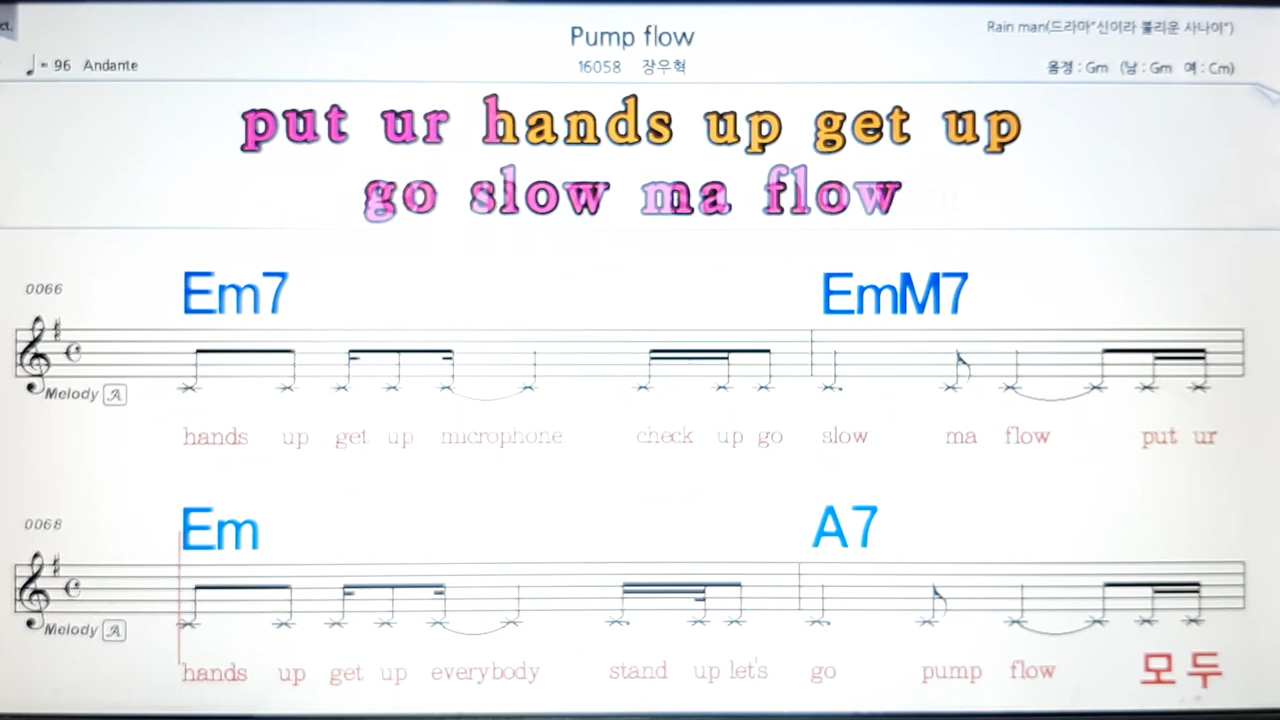 ct.
Pump flow
Rain man(드라마"신이라 불리운 사나이")
= 96 Andante
16058 장우혁
음정 : Gm (남 : Gm 여 : Cm)
put ur hands up get up
go slow ma flow
0066
Em7 EmM7
Melody A
hands up get up microphone check up go slow ma flow put ur
0068
Em A7
Melody A
hands up get up everybody stand up let's go pump flow 모두